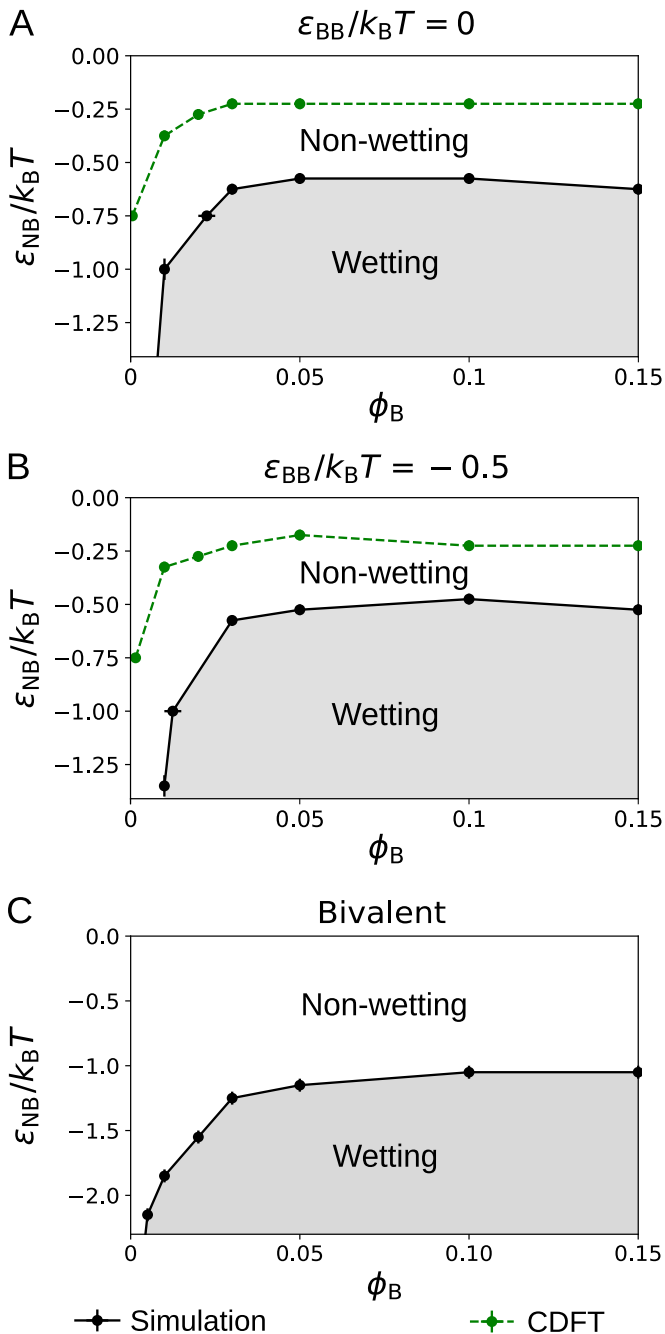 A
ε_BB/k_BT = 0
0.00
−0.25
−0.50
−0.75
−1.00
−1.25
ε_NB/k_BT
Non-wetting
Wetting
0
0.05
0.1
0.15
ϕ_B
B
ε_BB/k_BT = − 0.5
0.00
−0.25
−0.50
−0.75
−1.00
−1.25
ε_NB/k_BT
Non-wetting
Wetting
0
0.05
0.1
0.15
ϕ_B
C
Bivalent
0.0
−0.5
−1.0
−1.5
−2.0
ε_NB/k_BT
Non-wetting
Wetting
0
0.05
0.10
0.15
ϕ_B
Simulation
CDFT